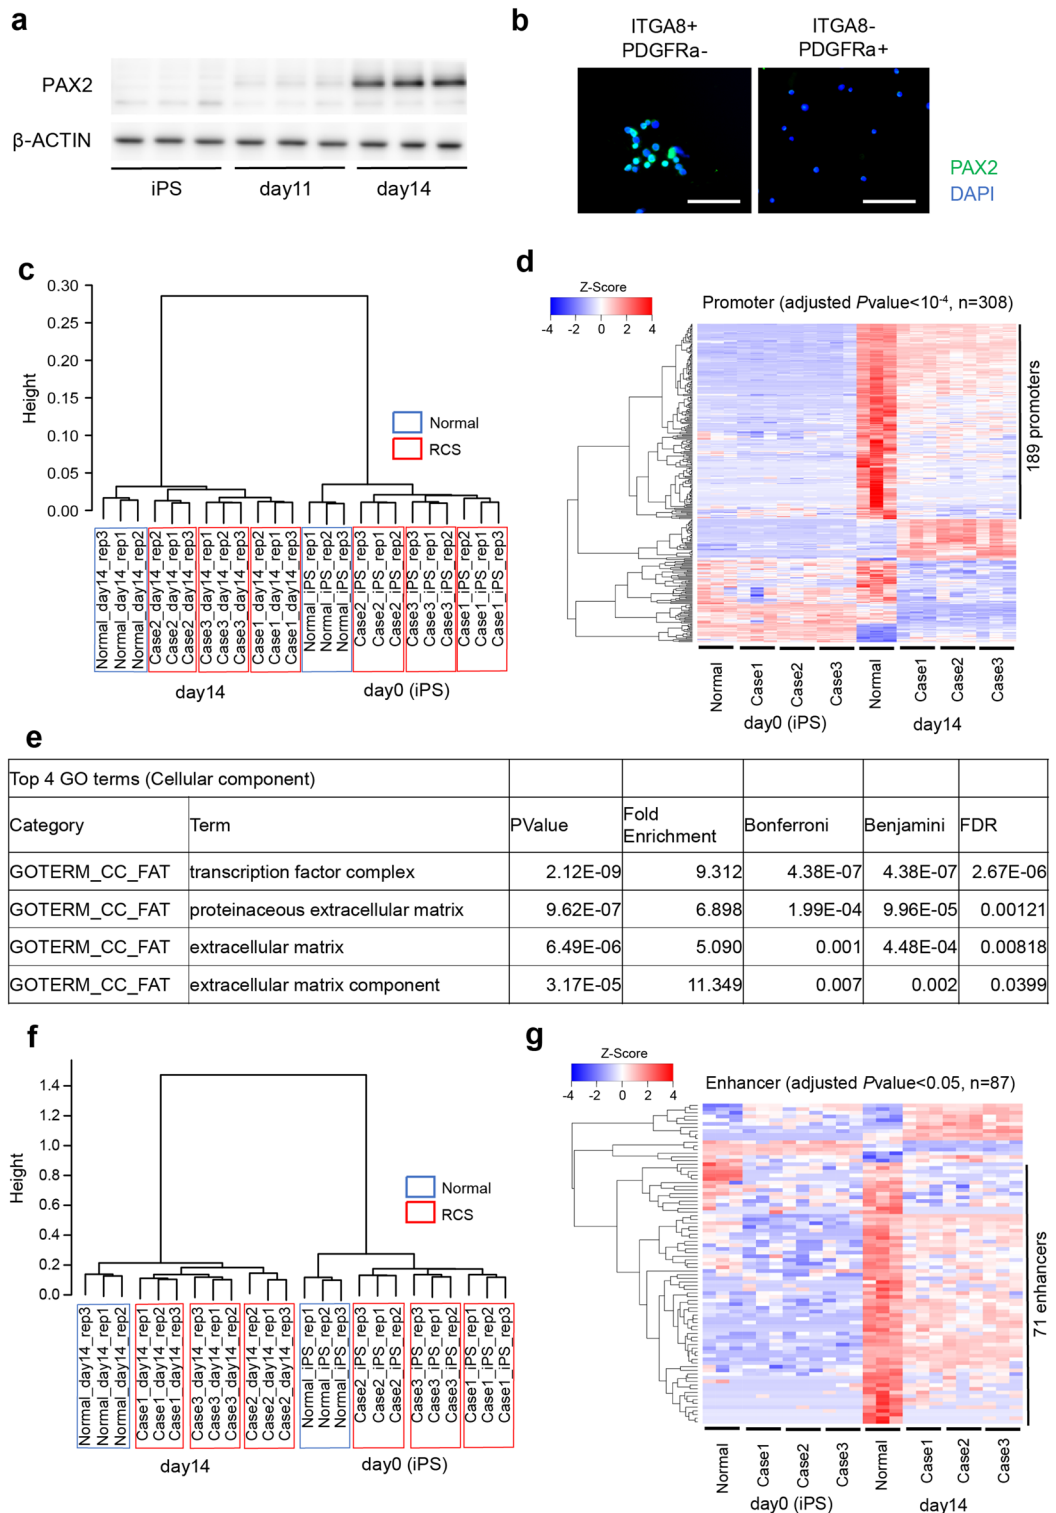 a
PAX2
β-ACTIN
iPS
day11
day14
b
ITGA8+
PDGFRa-
ITGA8-
PDGFRa+
PAX2
DAPI
c
0.30
0.25
0.20
0.15
0.10
0.05
0.00
Height
Normal
RCS
Normal_day14_rep3
Normal_day14_rep1
Normal_day14_rep2
Case2_day14_rep2
Case2_day14_rep1
Case2_day14_rep3
Case3_day14_rep1
Case3_day14_rep2
Case3_day14_rep3
Case1_day14_rep2
Case1_day14_rep1
Case1_day14_rep3
Normal_iPS_rep1
Normal_iPS_rep2
Normal_iPS_rep3
Case2_iPS_rep3
Case2_iPS_rep1
Case2_iPS_rep2
Case3_iPS_rep3
Case3_iPS_rep1
Case3_iPS_rep2
Case1_iPS_rep2
Case1_iPS_rep1
Case1_iPS_rep3
day14
day0 (iPS)
d
Z-Score
-4 -2 0 2 4
Promoter (adjusted Pvalue<10-4, n=308)
189 promoters
Normal
Case1
Case2
Case3
Normal
Case1
Case2
Case3
day0 (iPS)
day14
e
Top 4 GO terms (Cellular component)
Category Term PValue Fold Enrichment Bonferroni Benjamini FDR
GOTERM_CC_FAT transcription factor complex 2.12E-09 9.312 4.38E-07 4.38E-07 2.67E-06
GOTERM_CC_FAT proteinaceous extracellular matrix 9.62E-07 6.898 1.99E-04 9.96E-05 0.00121
GOTERM_CC_FAT extracellular matrix 6.49E-06 5.090 0.001 4.48E-04 0.00818
GOTERM_CC_FAT extracellular matrix component 3.17E-05 11.349 0.007 0.002 0.0399
f
1.4
1.2
1.0
0.8
0.6
0.4
0.2
0.0
Height
Normal
RCS
Normal_day14_rep3
Normal_day14_rep1
Normal_day14_rep2
Case1_day14_rep1
Case1_day14_rep2
Case1_day14_rep3
Case3_day14_rep3
Case3_day14_rep1
Case3_day14_rep2
Case2_day14_rep2
Case2_day14_rep1
Case2_day14_rep3
Normal_iPS_rep1
Normal_iPS_rep2
Normal_iPS_rep3
Case2_iPS_rep3
Case2_iPS_rep1
Case2_iPS_rep2
Case3_iPS_rep3
Case3_iPS_rep1
Case3_iPS_rep2
Case1_iPS_rep1
Case1_iPS_rep2
Case1_iPS_rep3
day14
day0 (iPS)
g
Z-Score
-4 -2 0 2 4
Enhancer (adjusted Pvalue<0.05, n=87)
71 enhancers
Normal
Case1
Case2
Case3
Normal
Case1
Case2
Case3
day0 (iPS)
day14